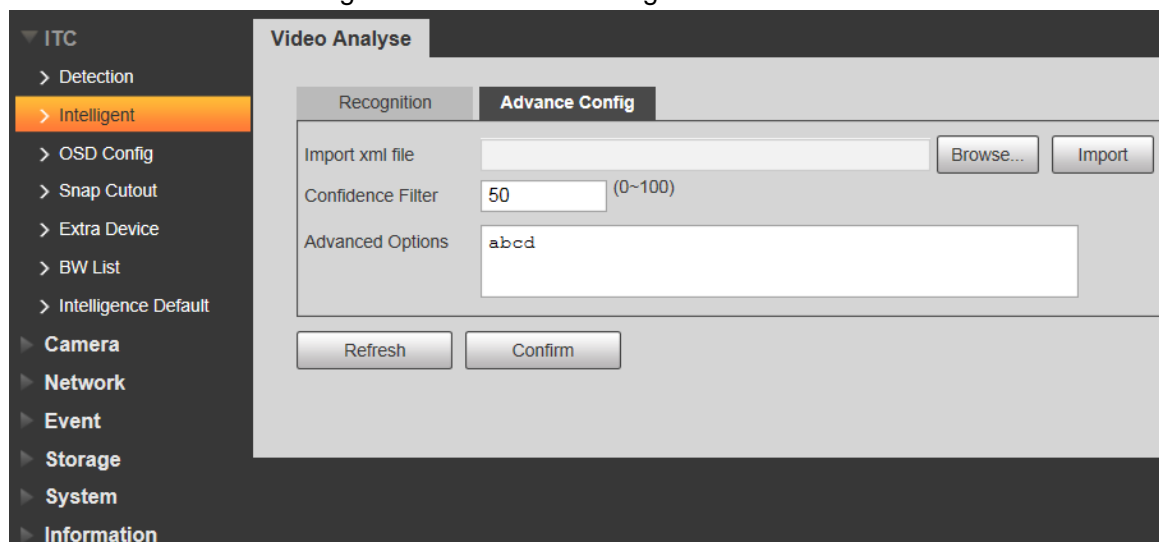 ITC
Detection
Intelligent
OSD Config
Snap Cutout
Extra Device
BW List
Intelligence Default
Camera
Network
Event
Storage
System
Information
Video Analyse
Recognition Advance Config
Import xml file Browse... Import
Confidence Filter 50 (0~100)
Advanced Options abcd
Refresh Confirm